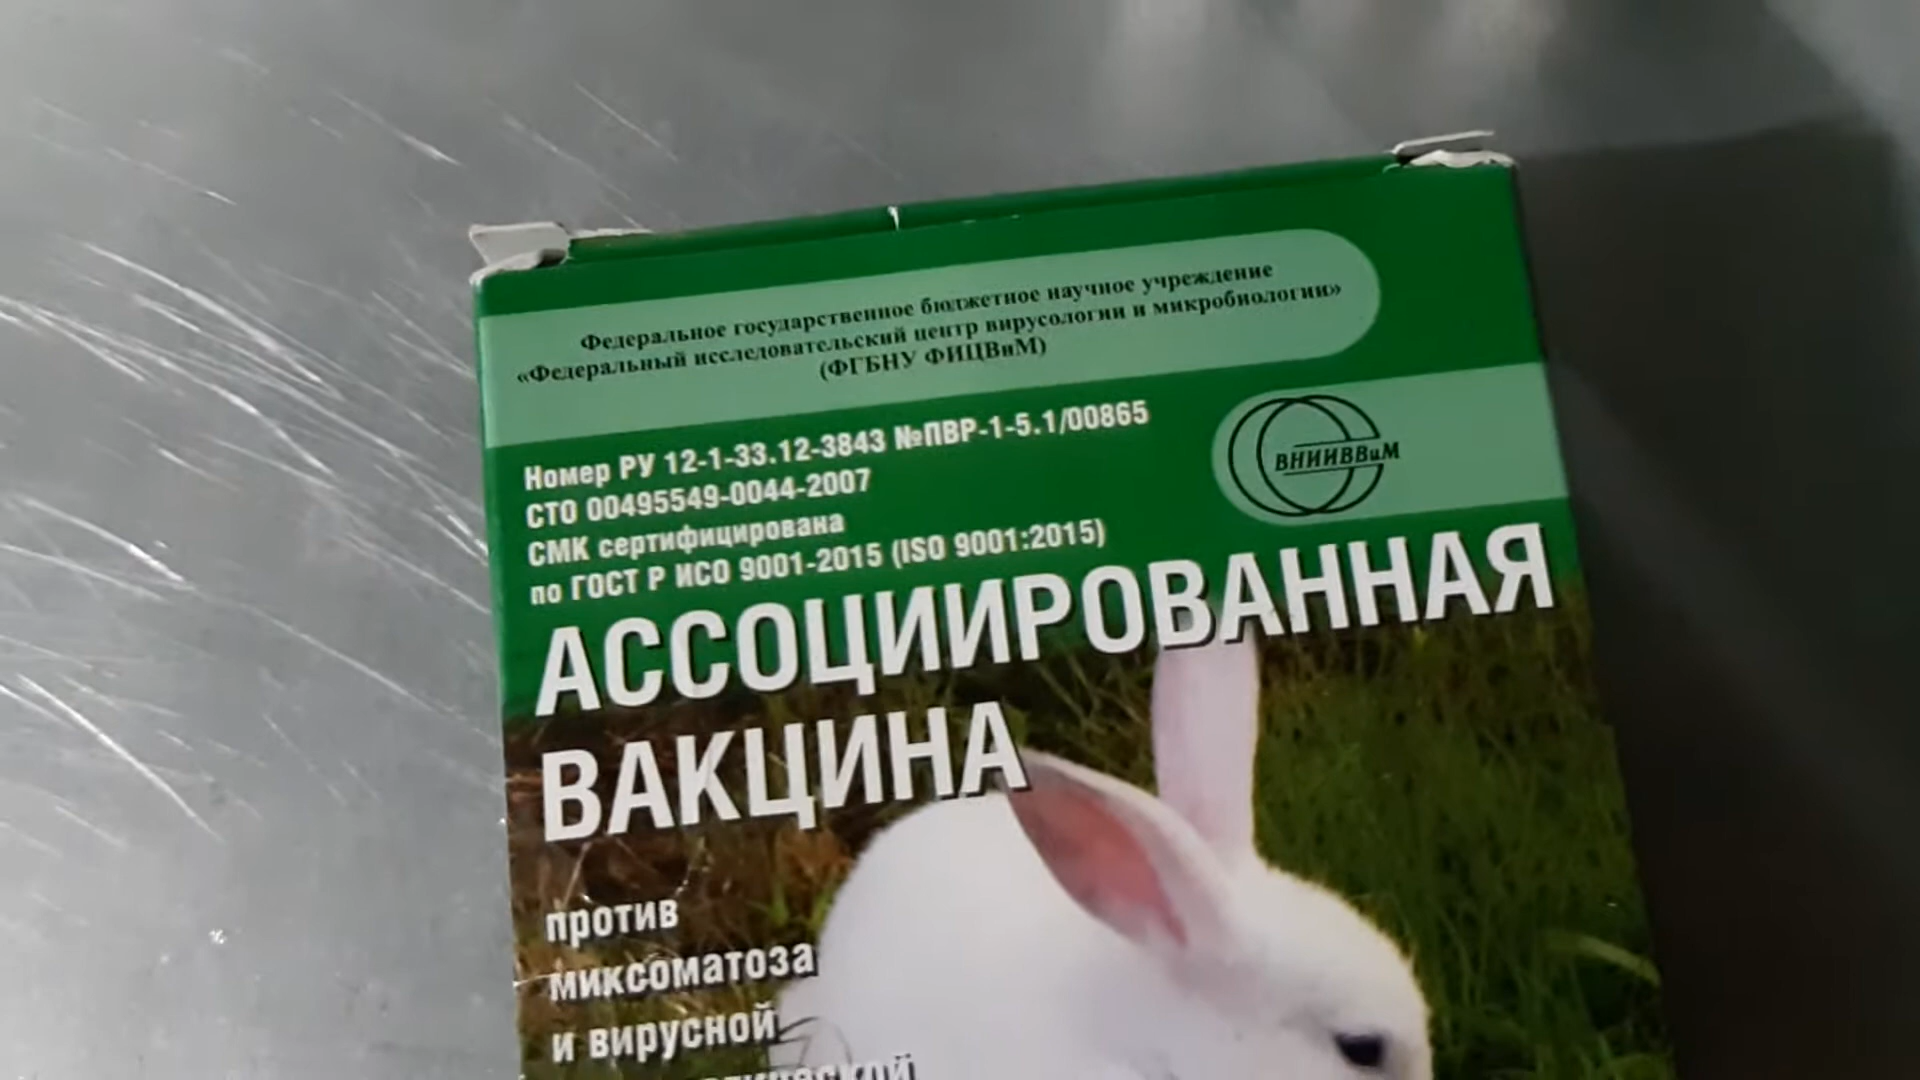 Федеральное государственное бюджетное научное учреждение
«Федеральный исследовательский центр вирусологии и микробиологии»
(ФГБНУ ФИЦВиМ)
Номер РУ 12-1-33.12-3843 №ПВР-1-5.1/00865
СТО 00495549-0044-2007
СМК сертифицирована
по ГОСТ Р ИСО 9001-2015 (ISO 9001:2015)
ВНИИВВиМ
АССОЦИИРОВАННАЯ
ВАКЦИНА
против
миксоматоза
и вирусной